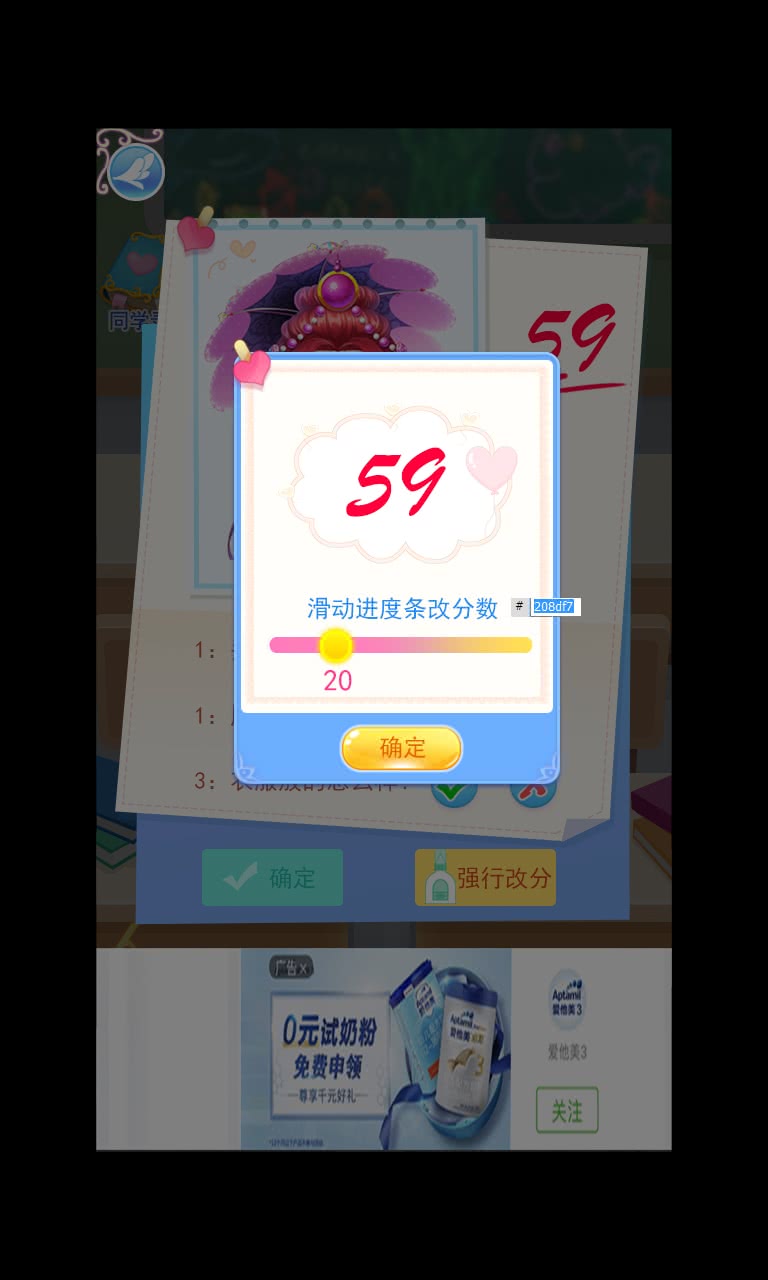 同学
59
59
滑动进度条改分数
# 208df7
20
1:
确定
1:
3: 衣服版的怎么样?
确定
强行改分
广告 x
0元试奶粉
免费申领
尊享千元好礼
Aptamil
爱他美 3
爱他美3
关注